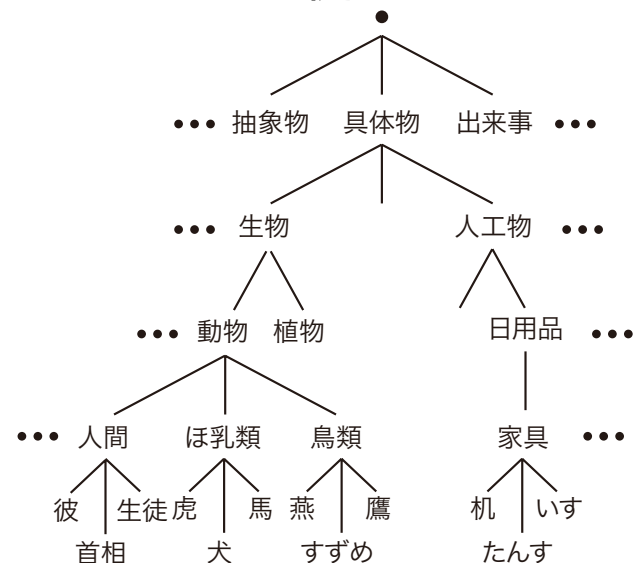 ••• 抽象物 具体物 出来事 •••
••• 生物 人工物 •••
••• 動物 植物 日用品 •••
••• 人間 ほ乳類 鳥類 家具 •••
彼 生徒 虎 馬 燕 鷹 机 いす
首相 犬 すずめ たんす